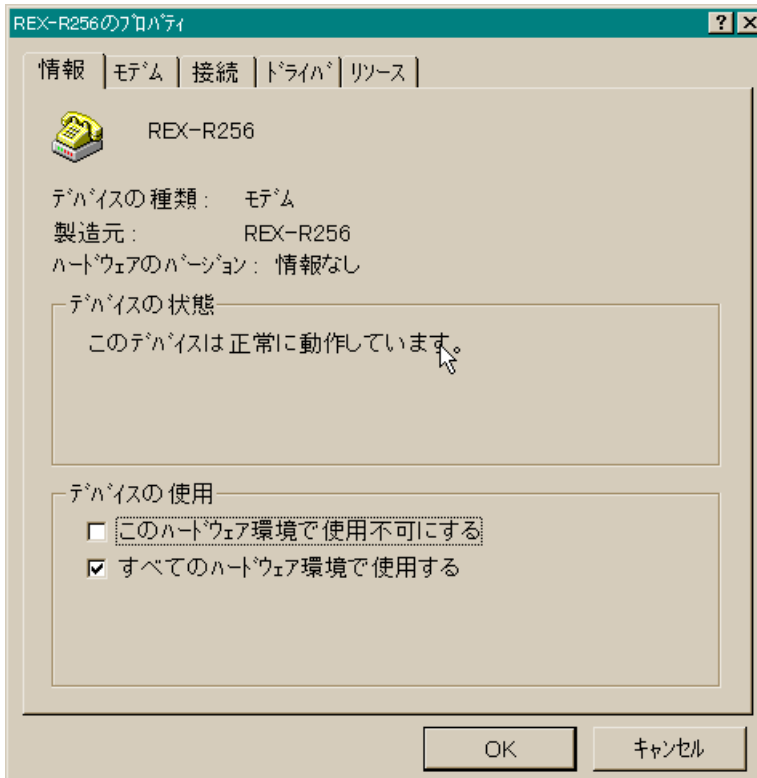 REX-R256のﾌﾟﾛﾊﾟﾃｨ
情報 ﾓﾃﾞﾑ 接続 ﾄﾞﾗｲﾊﾞ ﾘｿｰｽ
REX-R256
ﾃﾞﾊﾞｲｽの種類: ﾓﾃﾞﾑ
製造元: REX-R256
ﾊｰﾄﾞｳｪｱのﾊﾞｰｼﾞｮﾝ: 情報なし
ﾃﾞﾊﾞｲｽの状態
このﾃﾞﾊﾞｲｽは正常に動作しています。
ﾃﾞﾊﾞｲｽの使用
このﾊｰﾄﾞｳｪｱ環境で使用不可にする
すべてのﾊｰﾄﾞｳｪｱ環境で使用する
OK ｷｬﾝｾﾙ